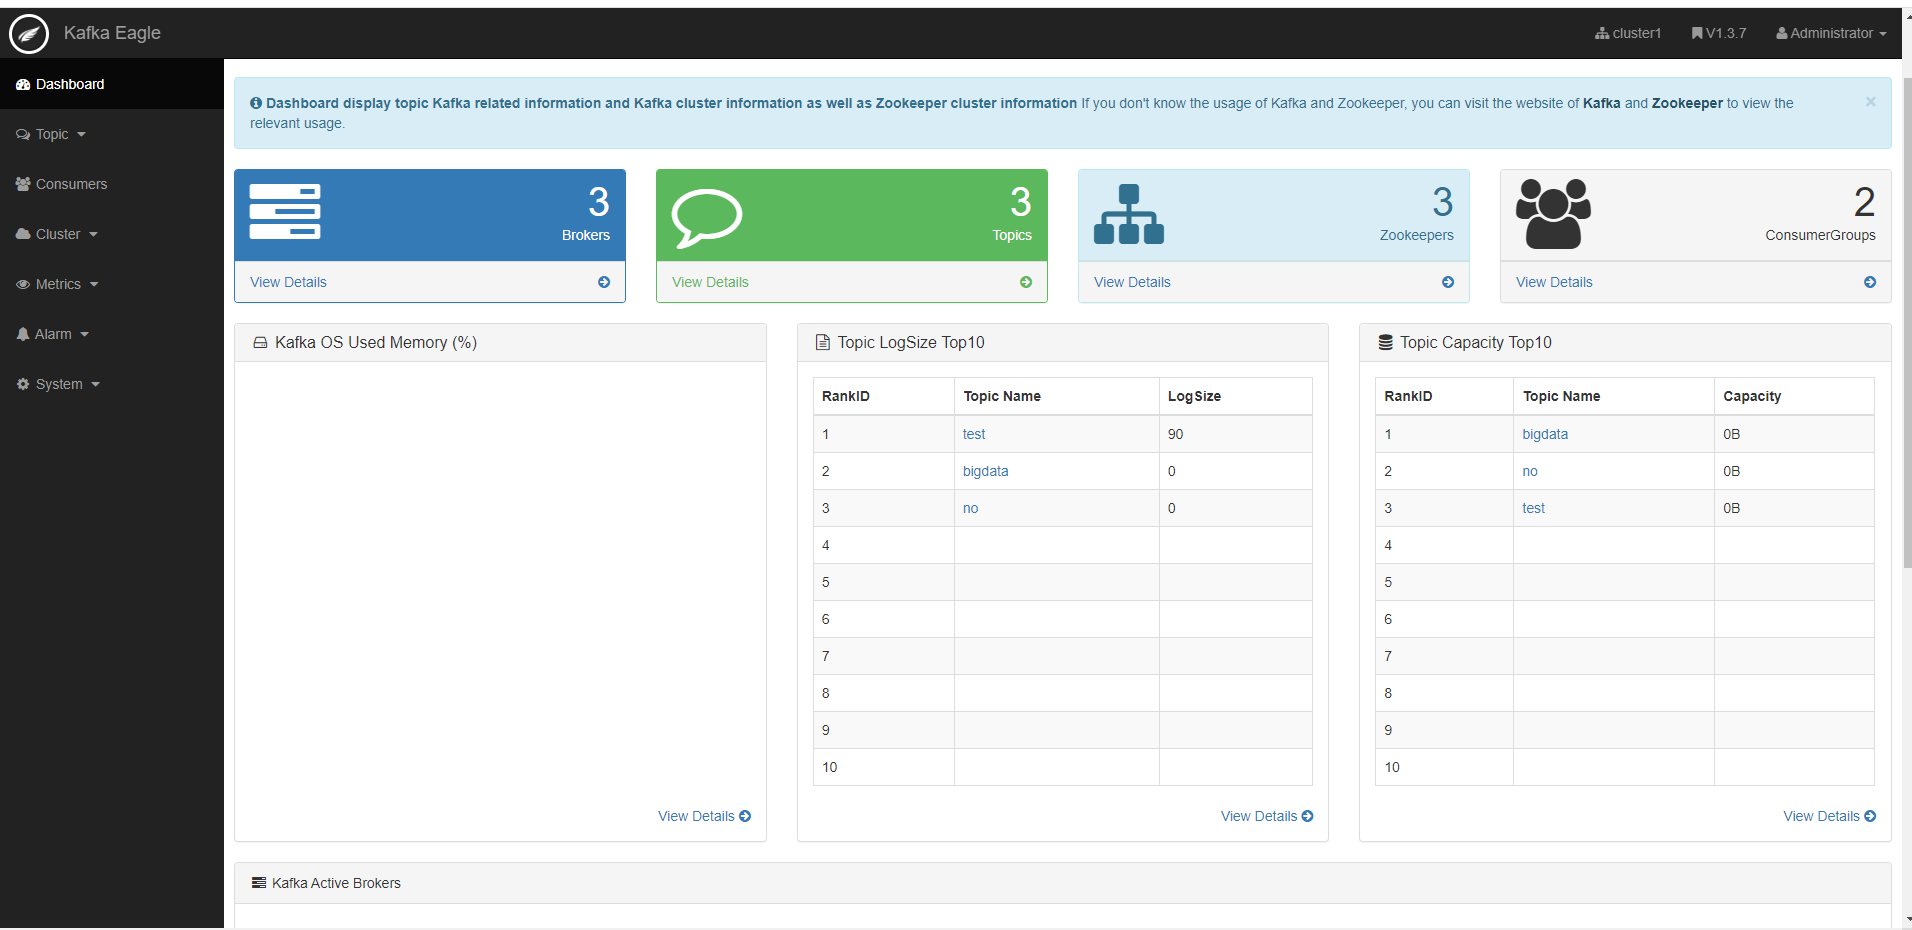 Kafka Eagle
cluster1 V1.3.7 Administrator
Dashboard
Topic
Consumers
Cluster
Metrics
Alarm
System
Dashboard display topic Kafka related information and Kafka cluster information as well as Zookeeper cluster information If you don't know the usage of Kafka and Zookeeper, you can visit the website of Kafka and Zookeeper to view the
relevant usage.
×
3
Brokers
View Details
3
Topics
View Details
3
Zookeepers
View Details
2
ConsumerGroups
View Details
Kafka OS Used Memory (%)
View Details
Topic LogSize Top10
RankID Topic Name LogSize
1 test 90
2 bigdata 0
3 no 0
4
5
6
7
8
9
10
View Details
Topic Capacity Top10
RankID Topic Name Capacity
1 bigdata 0B
2 no 0B
3 test 0B
4
5
6
7
8
9
10
View Details
Kafka Active Brokers